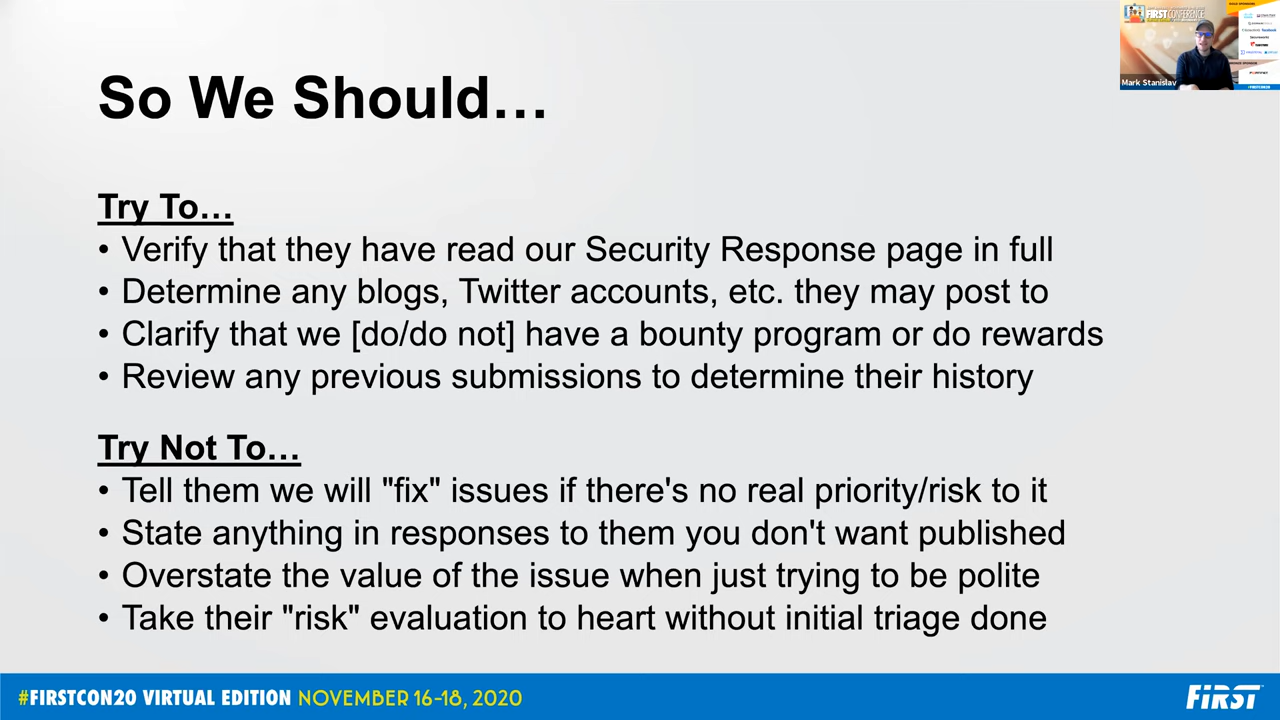 So We Should…
Try To…
• Verify that they have read our Security Response page in full
• Determine any blogs, Twitter accounts, etc. they may post to
• Clarify that we [do/do not] have a bounty program or do rewards
• Review any previous submissions to determine their history
Try Not To…
• Tell them we will "fix" issues if there's no real priority/risk to it
• State anything in responses to them you don't want published
• Overstate the value of the issue when just trying to be polite
• Take their "risk" evaluation to heart without initial triage done
FIRSTCONFERENCE
Mark Stanislav
#FIRSTCON20
#FIRSTCON20 VIRTUAL EDITION NOVEMBER 16-18, 2020
FIRST